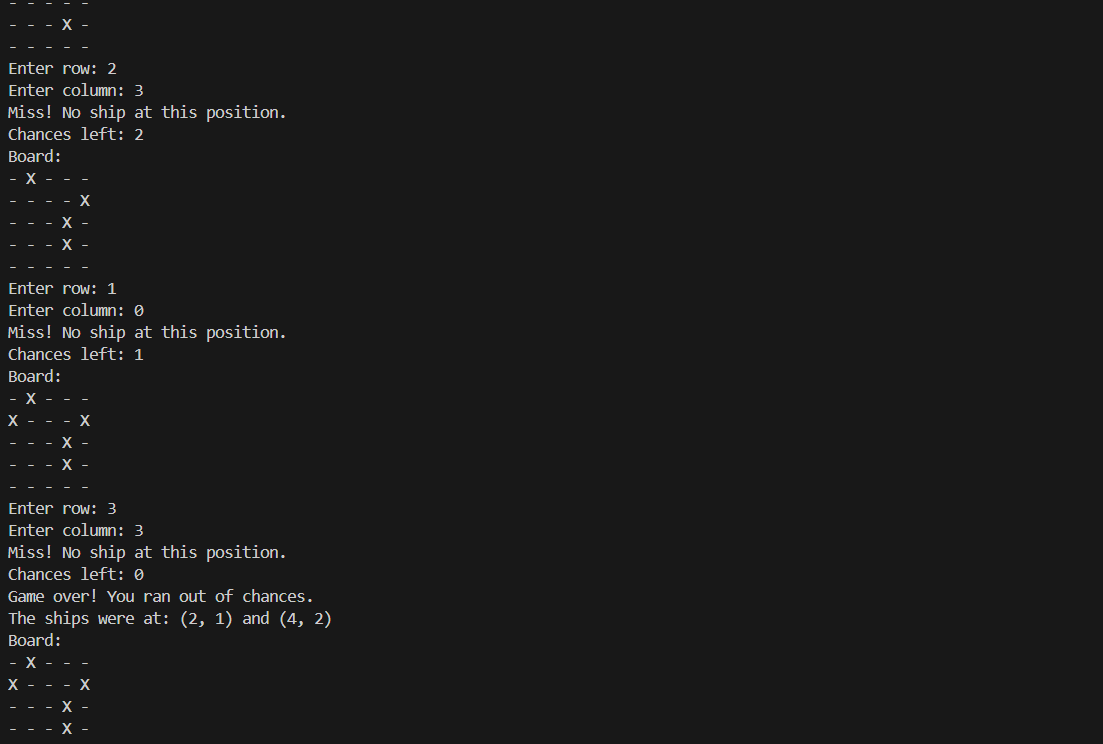 - - - - -
- - - X -
- - - - -
Enter row: 2
Enter column: 3
Miss! No ship at this position.
Chances left: 2
Board:
- X - - -
- - - - X
- - - X -
- - - X -
- - - - -
Enter row: 1
Enter column: 0
Miss! No ship at this position.
Chances left: 1
Board:
- X - - -
X - - - X
- - - X -
- - - X -
- - - - -
Enter row: 3
Enter column: 3
Miss! No ship at this position.
Chances left: 0
Game over! You ran out of chances.
The ships were at: (2, 1) and (4, 2)
Board:
- X - - -
X - - - X
- - - X -
- - - X -